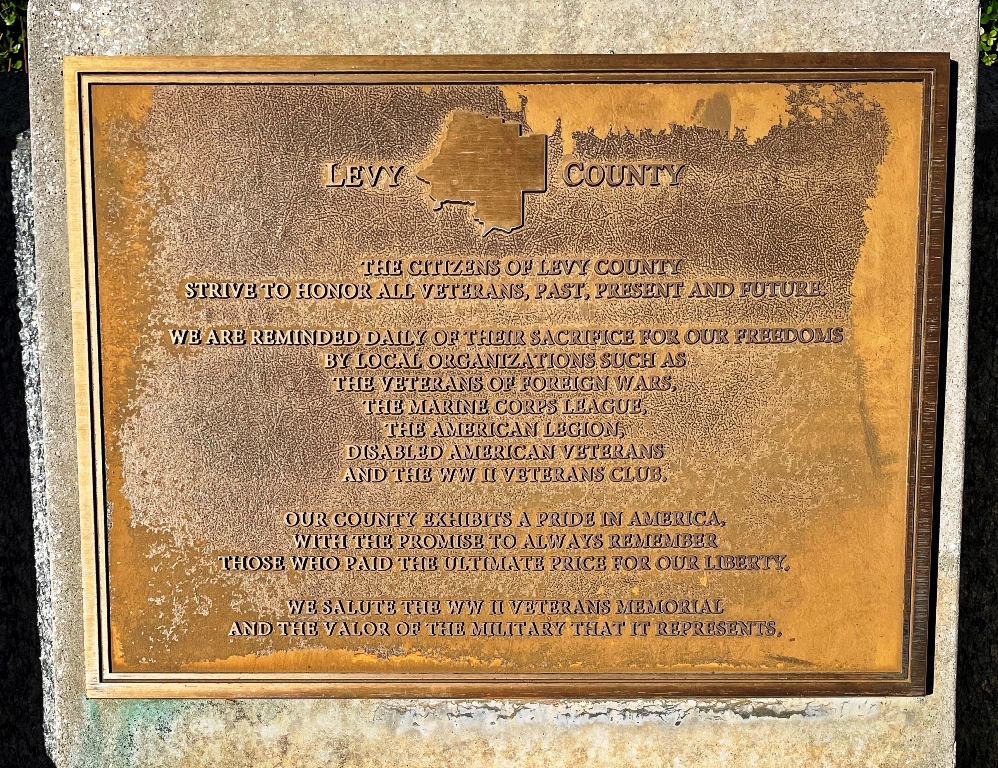 LEVY COUNTY
THE CITIZENS OF LEVY COUNTY
STRIVE TO HONOR ALL VETERANS, PAST, PRESENT AND FUTURE.
WE ARE REMINDED DAILY OF THEIR SACRIFICE FOR OUR FREEDOMS
BY LOCAL ORGANIZATIONS SUCH AS
THE VETERANS OF FOREIGN WARS,
THE MARINE CORPS LEAGUE,
THE AMERICAN LEGION,
DISABLED AMERICAN VETERANS
AND THE WW II VETERANS CLUB.
OUR COUNTY EXHIBITS A PRIDE IN AMERICA,
WITH THE PROMISE TO ALWAYS REMEMBER
THOSE WHO PAID THE ULTIMATE PRICE FOR OUR LIBERTY.
WE SALUTE THE WW II VETERANS MEMORIAL
AND THE VALOR OF THE MILITARY THAT IT REPRESENTS.